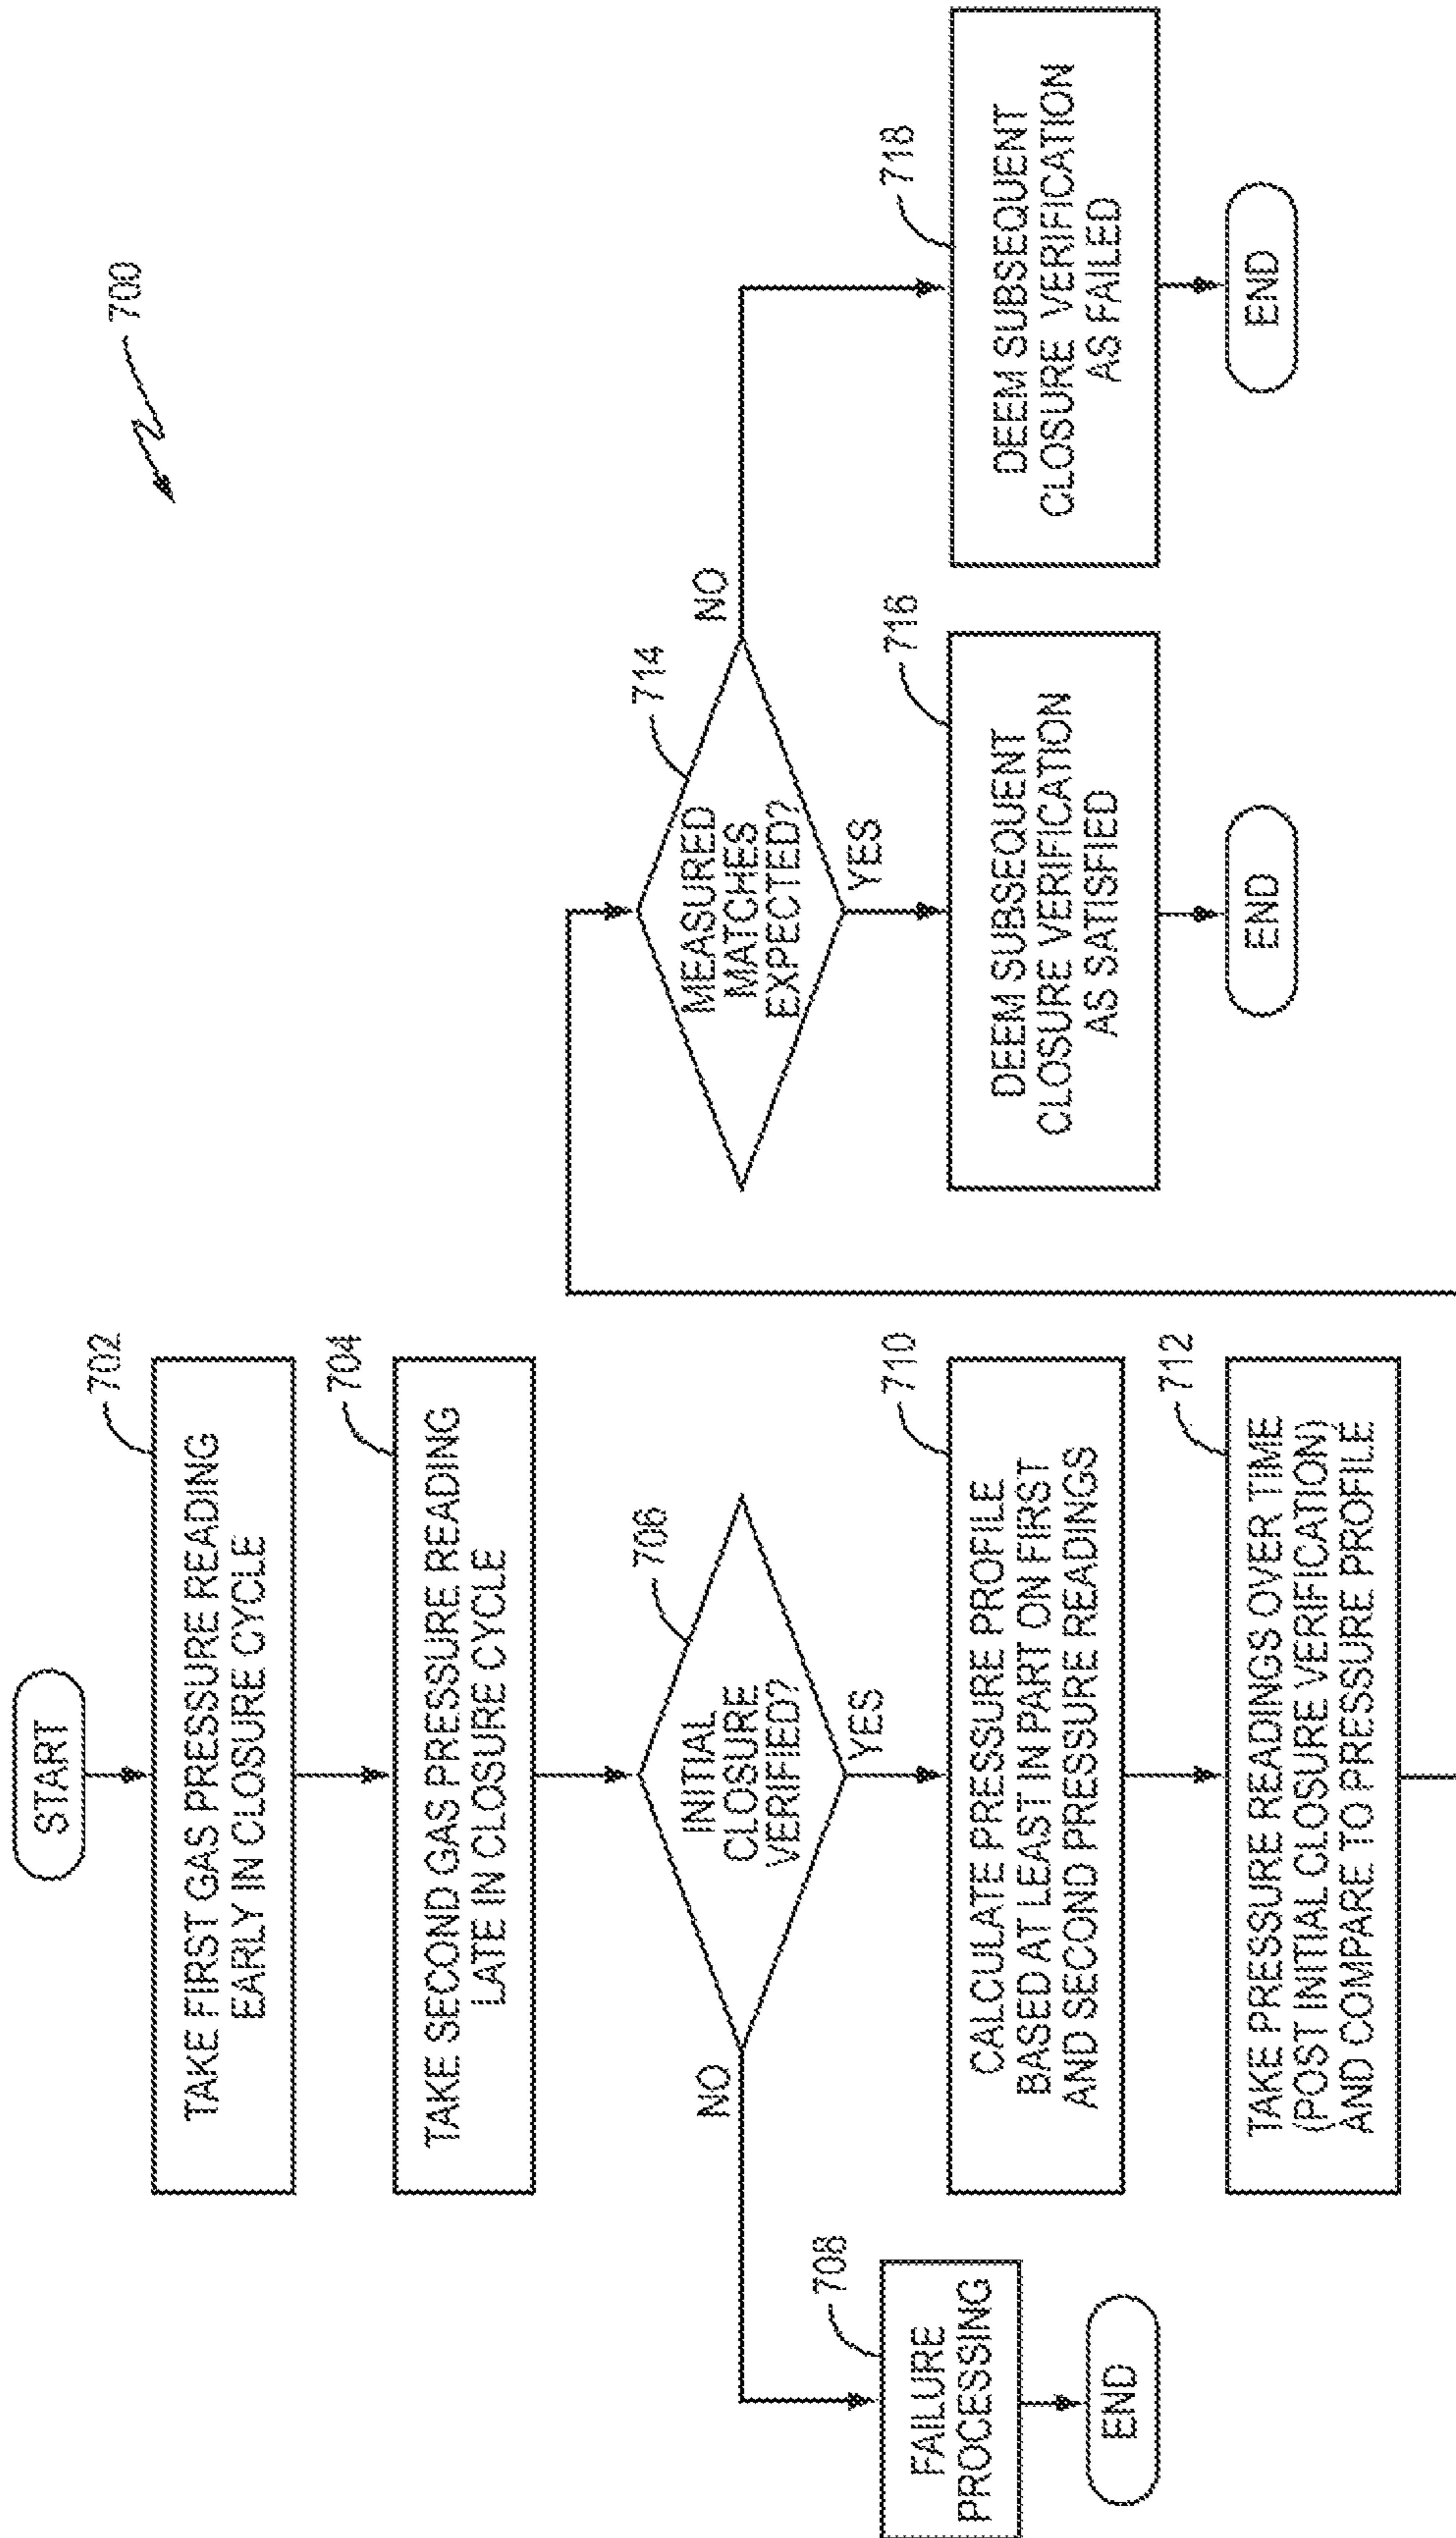 700
START
702
TAKE FIRST GAS PRESSURE READING
EARLY IN CLOSURE CYCLE
704
TAKE SECOND GAS PRESSURE READING
LATE IN CLOSURE CYCLE
706
INITIAL
CLOSURE
VERIFIED?
NO
YES
708
FAILURE
PROCESSING
END
710
CALCULATE PRESSURE PROFILE
BASED AT LEAST IN PART ON FIRST
AND SECOND PRESSURE READINGS
712
TAKE PRESSURE READINGS OVER TIME
(POST INITIAL CLOSURE VERIFICATION)
AND COMPARE TO PRESSURE PROFILE
714
MEASURED
MATCHES
EXPECTED?
NO
YES
716
DEEM SUBSEQUENT
CLOSURE VERIFICATION
AS SATISFIED
END
718
DEEM SUBSEQUENT
CLOSURE VERIFICATION
AS FAILED
END